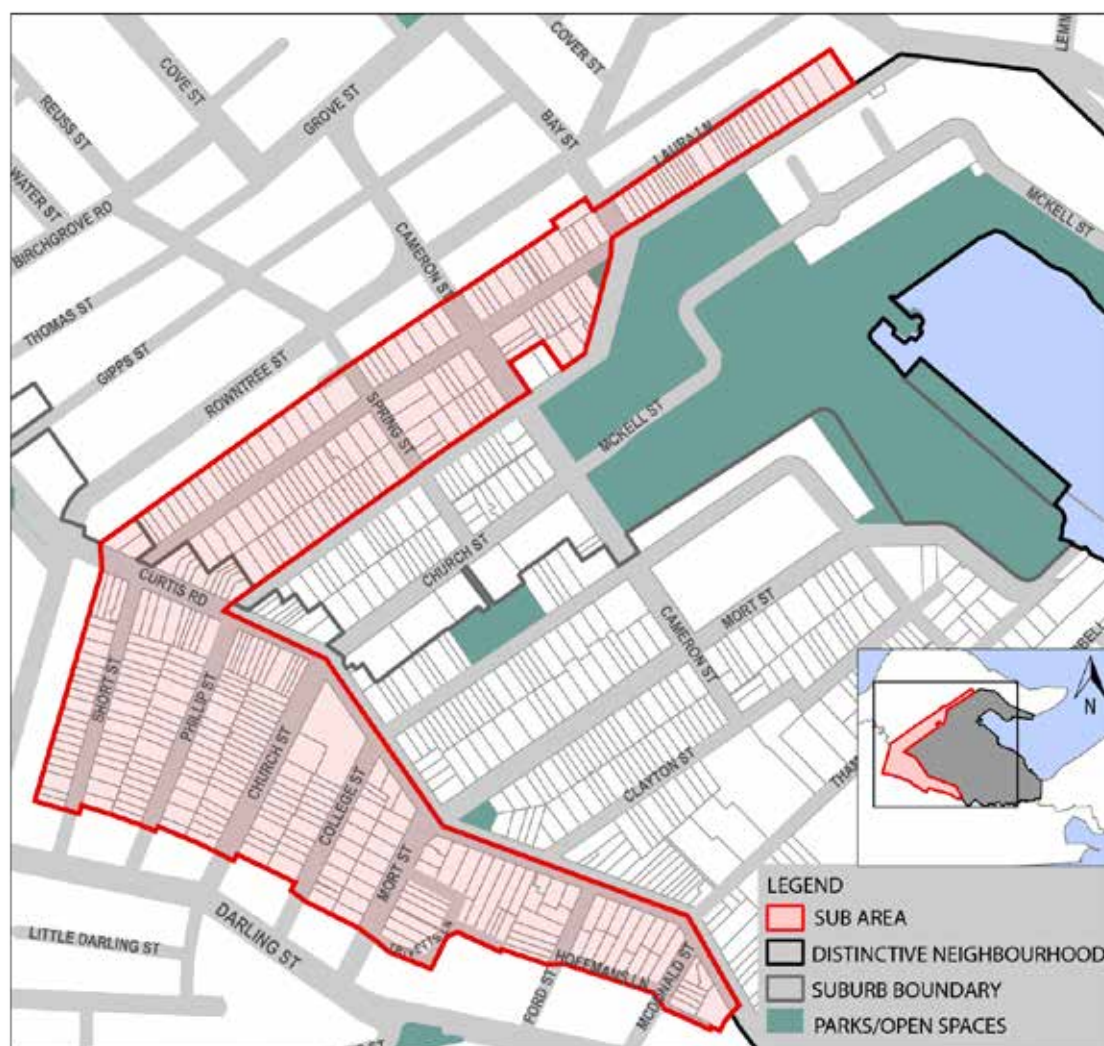 COVER ST
LEMN
COVE ST
REUSS ST
GROVE ST
BAY ST
LAURA LN
WATER ST
MCKELL ST
BIRCHGROVE RD
CAMERON ST
THOMAS ST
GIPPS ST
ROWNTREE ST
SPRING ST
MCKELL ST
CHURCH ST
CURTIS RD
CAMERON ST
MORT ST
SHORT ST
PHILLIP ST
CHURCH ST
COLLEGE ST
CLAYTON ST
THAM
N
MORT ST
LITTLE DARLING ST
DARLING ST
HOFFMANS LN
FORD ST
MCDONALD ST
LEGEND
SUB AREA
DISTINCTIVE NEIGHBOURHOOD
SUBURB BOUNDARY
PARKS/OPEN SPACES